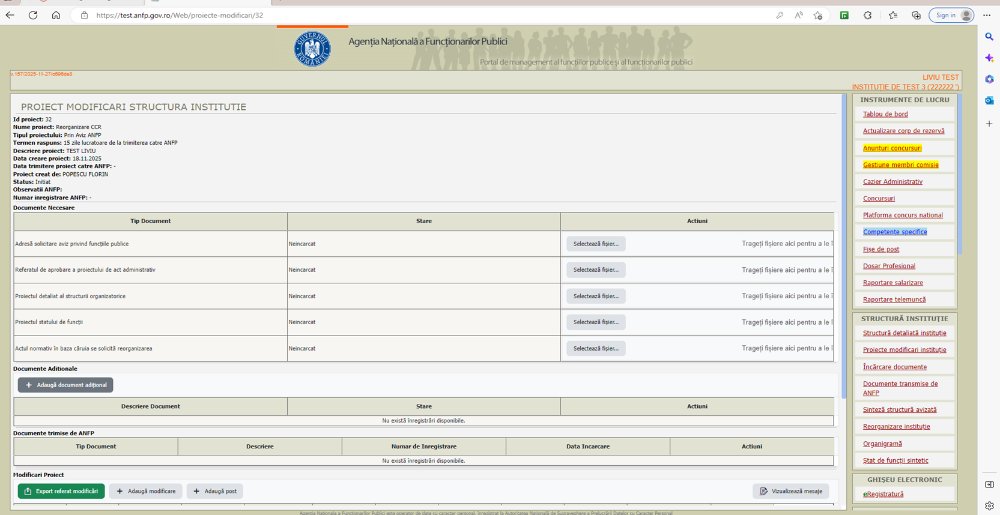 https://test.anfp.gov.ro/Web/proiecte-modificari/32
Sign in
GUVERNUL ROMÂNIEI
Agenția Națională a Funcționarilor Publici
Portal de management al funcțiilor publice și al funcționarilor publici
v.157/2025-11-27/c696de8
LIVIU TEST
INSTITUȚIE DE TEST 3 ('222222 ')
PROIECT MODIFICARI STRUCTURA INSTITUTIE
Id proiect: 32
Nume proiect: Reorganizare CCR
Tipul proiectului: Prin Aviz ANFP
Termen raspuns: 15 zile lucratoare de la trimiterea catre ANFP
Descriere proiect: TEST LIVIU
Data creare proiect: 18.11.2025
Data trimitere proiect catre ANFP: -
Proiect creat de: POPESCU FLORIN
Status: Initiat
Observatii ANFP:
Numar inregistrare ANFP: -
Documente Necesare
Tip Document Stare Actiuni
Adresă solicitare aviz privind funcțiile publice Neincarcat Selectează fișier... Trageți fișiere aici pentru a le î
Referatul de aprobare a proiectului de act administrativ Neincarcat Selectează fișier... Trageți fișiere aici pentru a le î
Proiectul detaliat al structurii organizatorice Neincarcat Selectează fișier... Trageți fișiere aici pentru a le î
Proiectul statului de funcții Neincarcat Selectează fișier... Trageți fișiere aici pentru a le î
Actul normativ în baza căruia se solicită reorganizarea Neincarcat Selectează fișier... Trageți fișiere aici pentru a le î
Documente Aditionale
+ Adaugă document adițional
Descriere Document Stare Actiuni
Nu există înregistrări disponibile.
Documente trimise de ANFP
Tip Document Descriere Numar de Inregistrare Data Incarcare Actiuni
Nu există înregistrări disponibile.
Modificari Proiect
Export referat modificări + Adaugă modificare + Adaugă post Vizualizează mesaje
INSTRUMENTE DE LUCRU
Tablou de bord
Actualizare corp de rezervă
Anunțuri concursuri
Gestiune membri comisie
Cazier Administrativ
Concursuri
Platforma concurs national
Competențe specifice
Fișe de post
Dosar Profesional
Raportare salarizare
Raportare telemuncă
STRUCTURĂ INSTITUȚIE
Structură detaliată instituție
Proiecte modificari instituție
Încărcare documente
Documente transmise de
ANFP
Sinteză structură avizată
Reorganizare instituție
Organigramă
Ștat de funcții sintetic
GHIȘEU ELECTRONIC
eRegistratură
Agenția Naționala a Funcționarilor Publici este operator de date cu caracter personal, înregistrat la Autoritatea Națională de Supraveghere a Prelucrării Datelor cu Caracter Personal